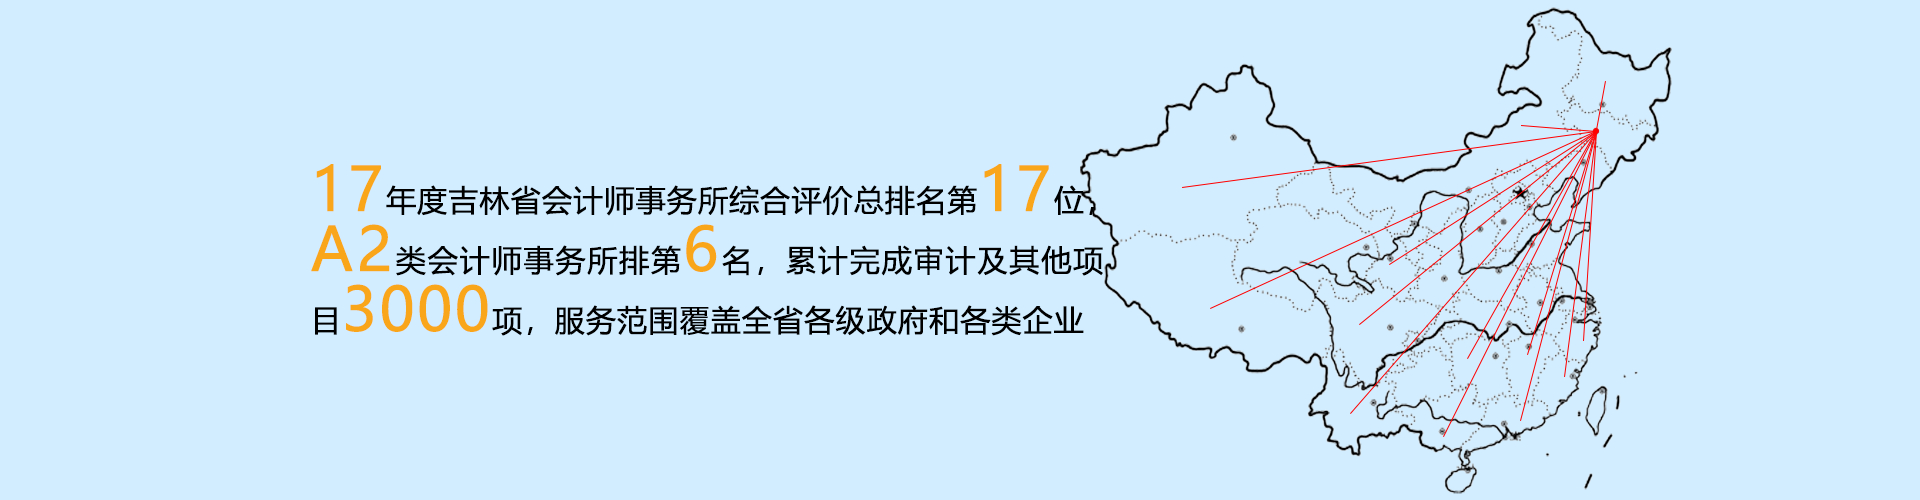 17年度吉林省会计师事务所综合评价总排名第17位,
A2类会计师事务所排第6名，累计完成审计及其他项
目3000项，服务范围覆盖全省各级政府和各类企业